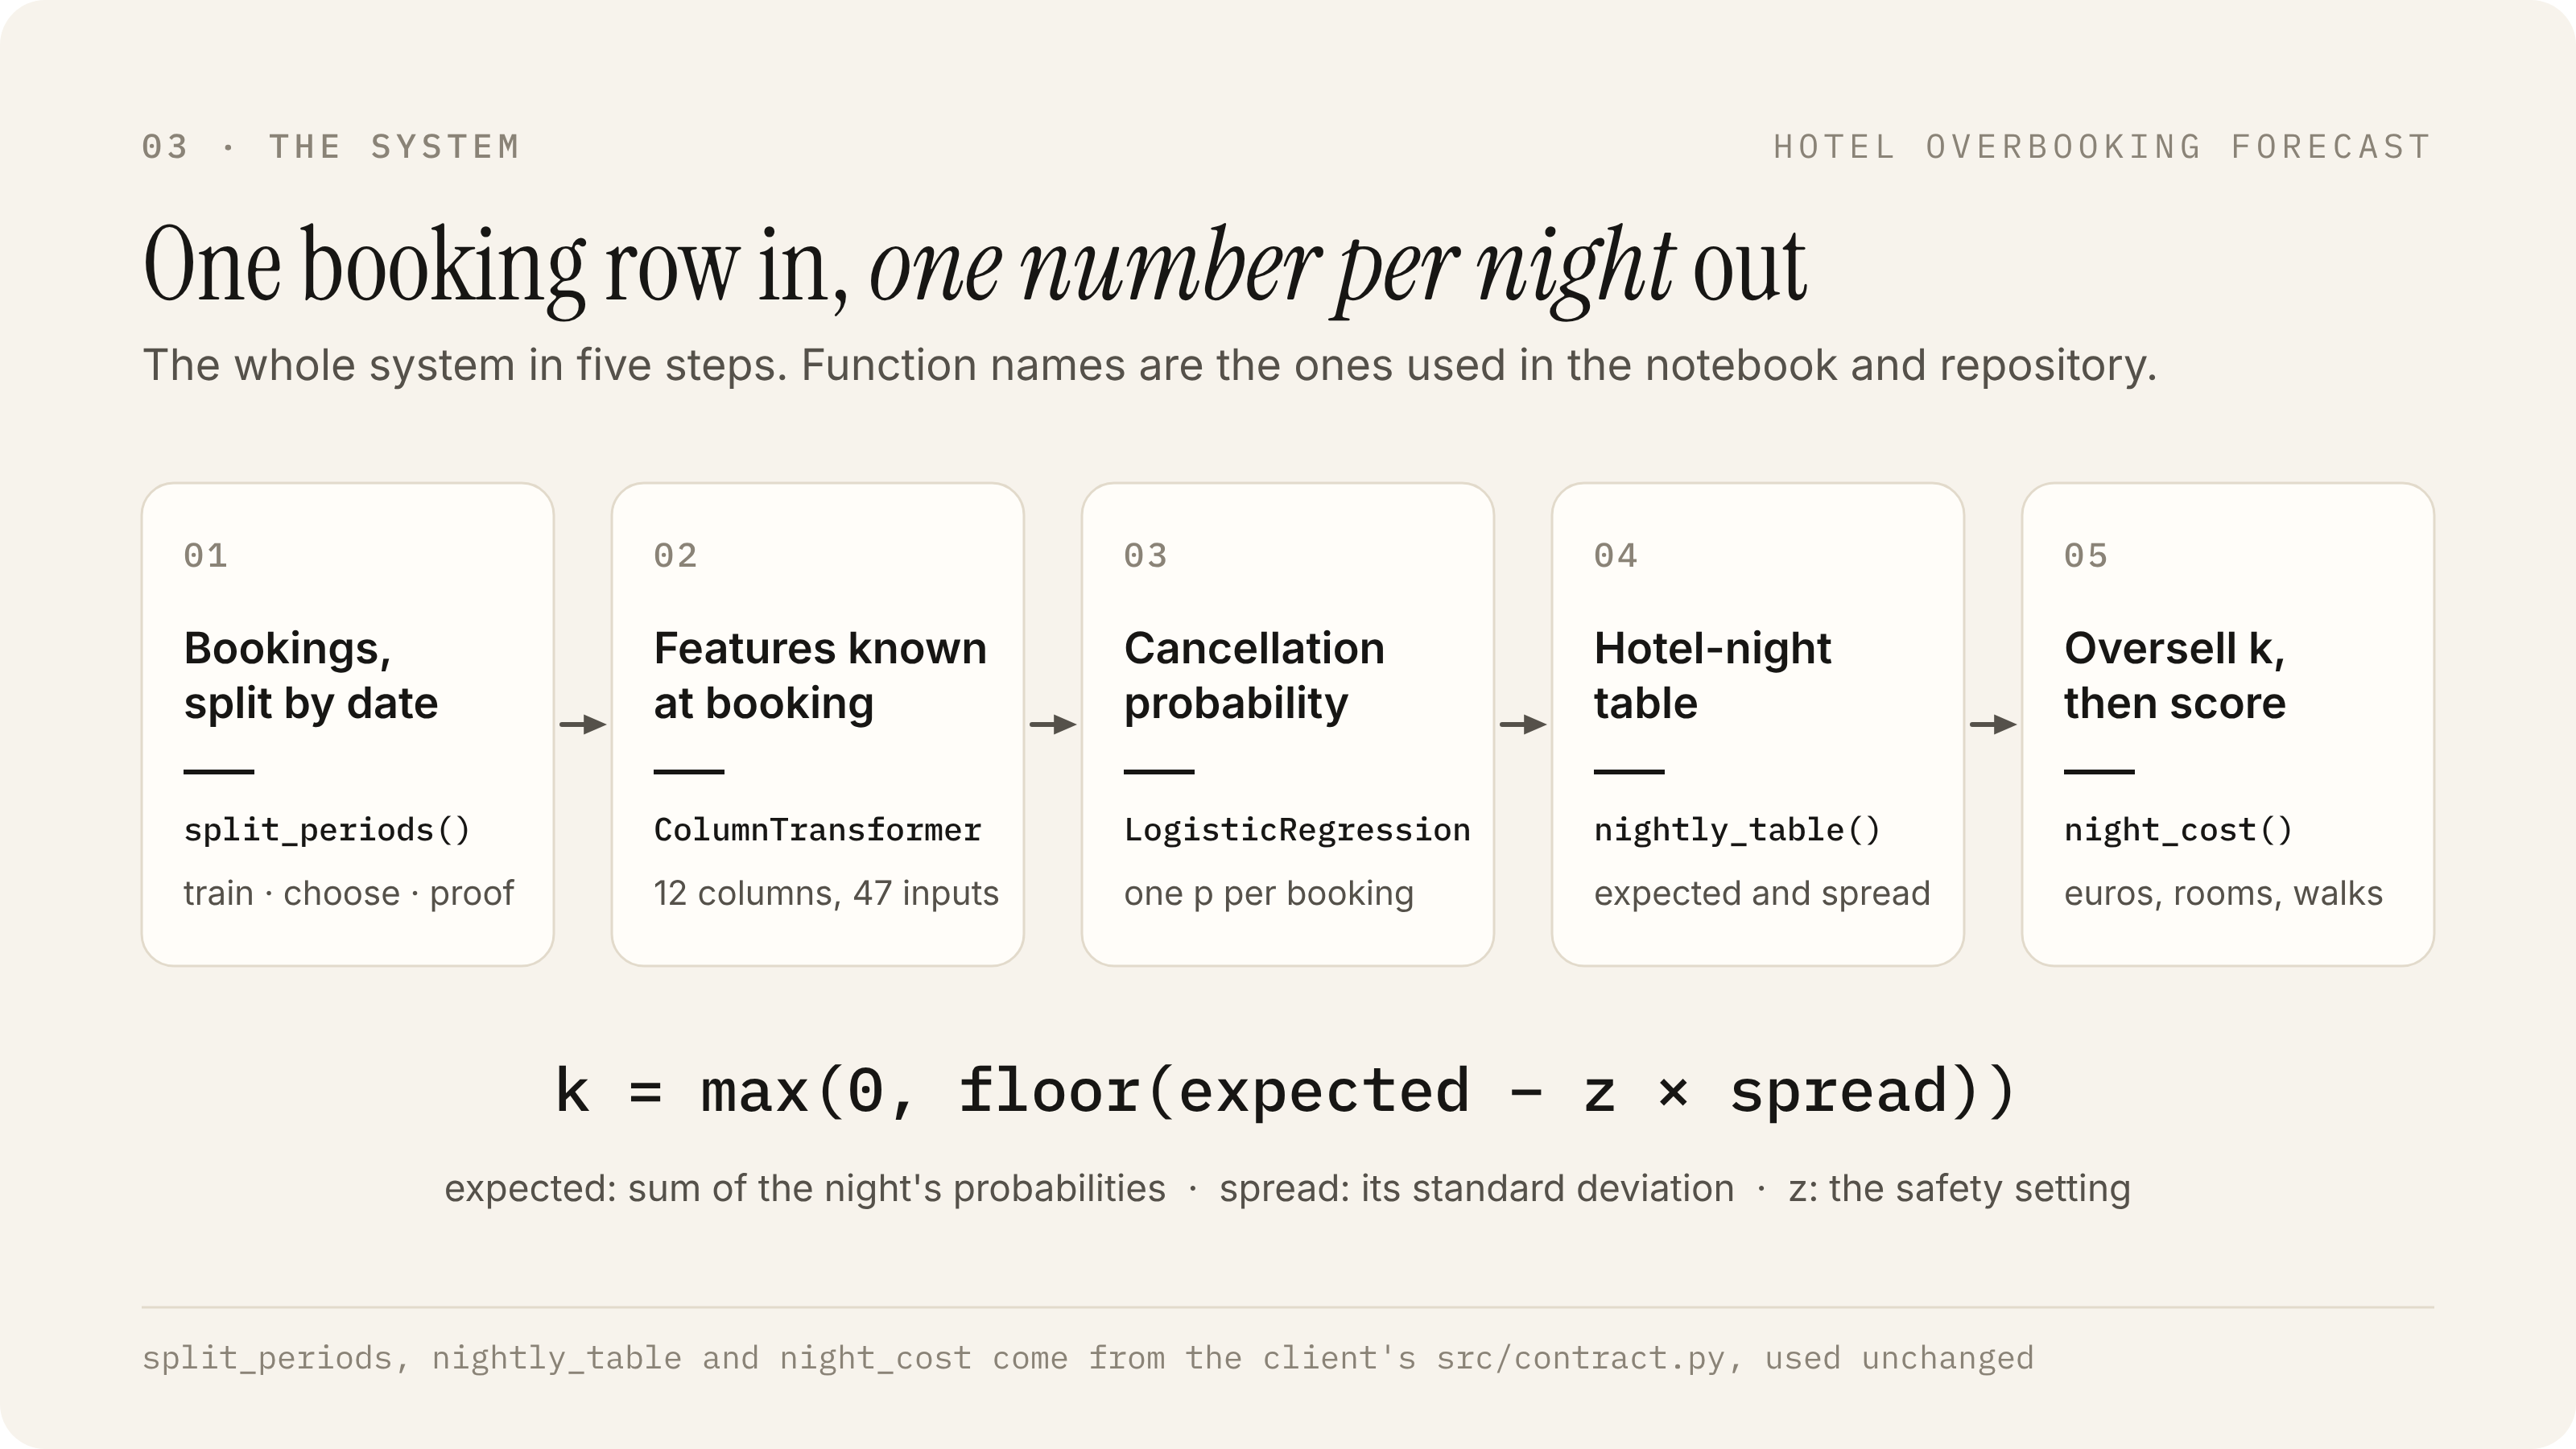 03 · THE SYSTEM
HOTEL OVERBOOKING FORECAST
One booking row in, one number per night out
The whole system in five steps. Function names are the ones used in the notebook and repository.
01
Bookings,
split by date
split_periods()
train · choose · proof
02
Features known
at booking
ColumnTransformer
12 columns, 47 inputs
03
Cancellation
probability
LogisticRegression
one p per booking
04
Hotel-night
table
nightly_table()
expected and spread
05
Oversell k,
then score
night_cost()
euros, rooms, walks
k = max(0, floor(expected − z × spread))
expected: sum of the night's probabilities · spread: its standard deviation · z: the safety setting
split_periods, nightly_table and night_cost come from the client's src/contract.py, used unchanged